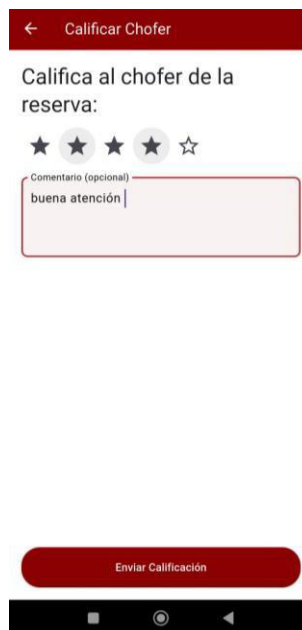 Calificar Chofer
Califica al chofer de la
reserva:
Comentario (opcional)
buena atención
Enviar Calificación